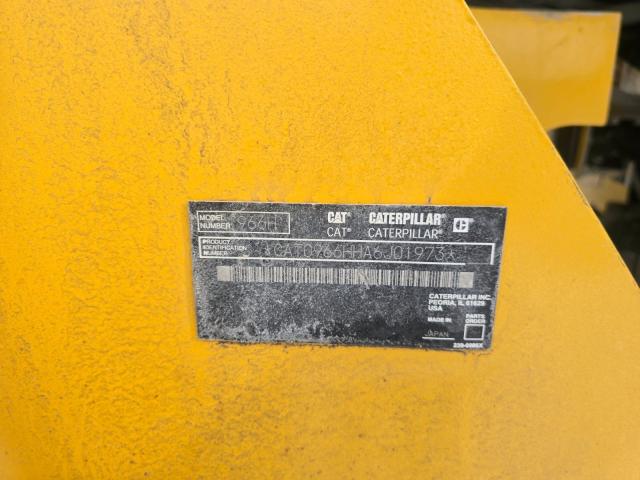 MODEL NUMBER 966H
CAT CATERPILLAR C
CAT CATERPILLAR
PRODUCT IDENTIFICATION NUMBER *CAT0966HHA6J01973*
CATERPILLAR INC.
PEORIA, IL 61629
USA
MADE IN JAPAN
PARTS ORDER